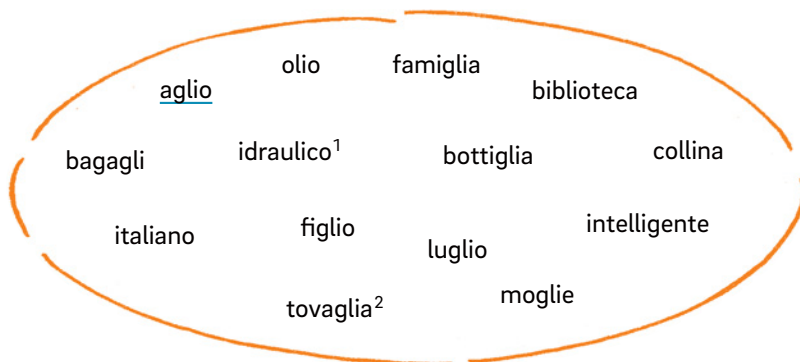 olio famiglia
aglio biblioteca
bagagli idraulico¹ bottiglia collina
italiano figlio luglio intelligente
tovaglia² moglie